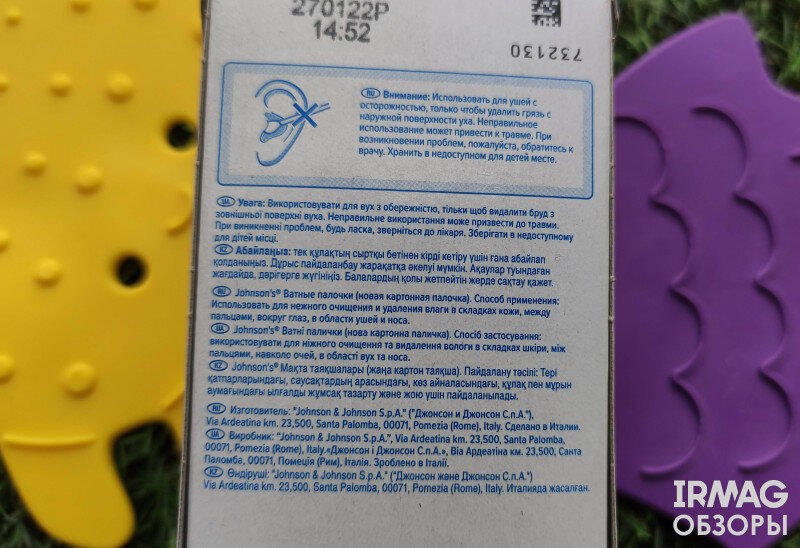 270122P
14:52
732130
RU Внимание: Использовать для ушей с
осторожностью, только чтобы удалить грязь с
наружной поверхности уха. Неправильное
использование может привести к травме. При
возникновении проблем, пожалуйста, обратитесь к
врачу. Хранить в недоступном для детей месте.
UA Увага: Використовувати для вух з обережністю, тільки щоб видалити бруд з
зовнішньої поверхні вуха. Неправильне використання може призвести до травми.
При виникненні проблем, будь ласка, зверніться до лікаря. Зберігати в недоступному
для дітей місці.
KZ Абайлаңыз: тек құлақтың сыртқы бетінен кірді кетіру үшін ғана абайлап
қолданыңыз. Дұрыс пайдаланбау жарақатқа әкелуі мүмкін. Ақаулар туындаған
жағдайда, дәрігерге жүгініңіз. Балалардың қолы жетпейтін жерде сақтау қажет.
RU Johnson's® Ватные палочки (новая картонная палочка). Способ применения:
Использовать для нежного очищения и удаления влаги в складках кожи, между
пальцами, вокруг глаз, в области ушей и носа.
UA Johnson's® Ватні палички (нова картонна паличка). Спосіб застосування:
використовувати для ніжного очищення та видалення вологи в складках шкіри, між
пальцями, навколо очей, в області вух та носа.
KZ Johnson's® Мақта таяқшалары (жаңа картон таяқша). Пайдалану тәсілі: Тері
қатпарларындағы, саусақтардың арасындағы, көз айналасындағы, құлақ пен мұрын
аумағындағы ылғалды жұмсақ тазарту және жою үшін пайдаланылады.
RU Изготовитель: "Johnson & Johnson S.p.A." ("Джонсон и Джонсон С.п.А."),
Via Ardeatina km. 23,500, Santa Palomba, 00071, Pomezia (Rome), Italy. Сделано в Италии.
UA Виробник: "Johnson & Johnson S.p.A.", Via Ardeatina km. 23,500, Santa Palomba,
00071, Pomezia (Rome), Italy.«Джонсон і Джонсон С.п.А.», Віа Ардеатіна км. 23,500, Санта
Паломба, 00071, Помеція (Рим), Італія. Зроблено в Італії.
KZ Өндіруші: "Johnson & Johnson S.p.A." ("Джонсон және Джонсон С.п.А.")
Via Ardeatina km. 23,500, Santa Palomba, 00071, Pomezia (Rome), Italy. Италияда жасалған.
IRMAG
ОБЗОРЫ